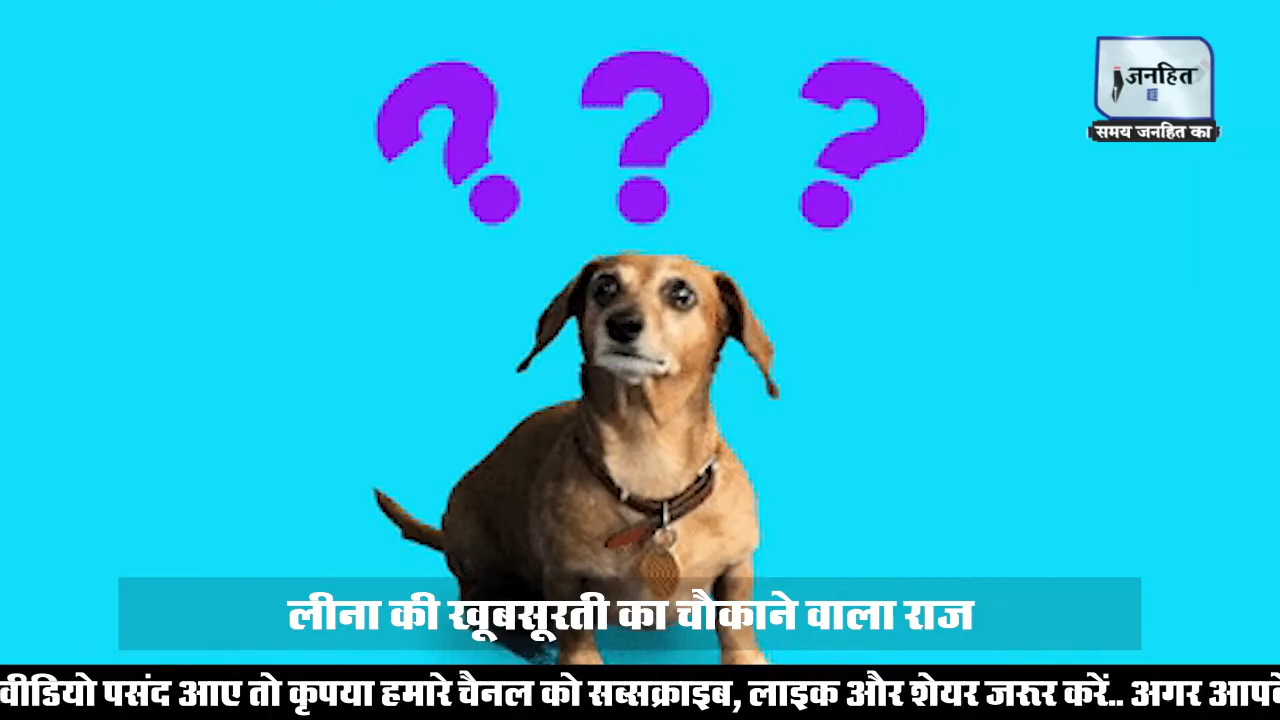 ? ? ?
जनहित
समय जनहित का
लीना की खूबसूरती का चौकाने वाला राज
वीडियो पसंद आए तो कृपया हमारे चैनल को सब्सक्राइब, लाइक और शेयर जरूर करें.. अगर